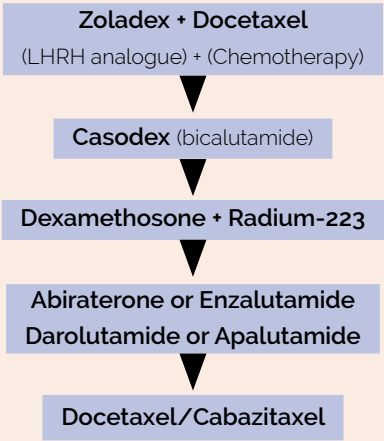 Zoladex + Docetaxel
(LHRH analogue) + (Chemotherapy)
Casodex (bicalutamide)
Dexamethosone + Radium-223
Abiraterone or Enzalutamide
Darolutamide or Apalutamide
Docetaxel/Cabazitaxel